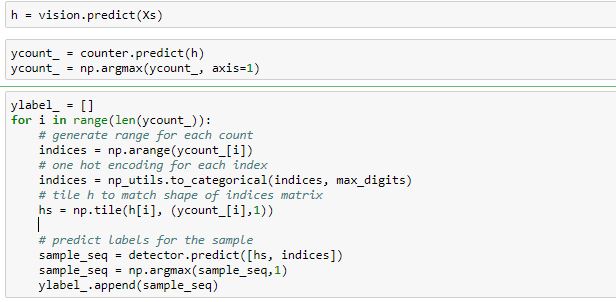 h = vision.predict(Xs)
ycount_ = counter.predict(h)
ycount_ = np.argmax(ycount_, axis=1)
ylabel_ = []
for i in range(len(ycount_)):
    # generate range for each count
    indices = np.arange(ycount_[i])
    # one hot encoding for each index
    indices = np_utils.to_categorical(indices, max_digits)
    # tile h to match shape of indices matrix
    hs = np.tile(h[i], (ycount_[i],1))
    # predict labels for the sample
    sample_seq = detector.predict([hs, indices])
    sample_seq = np.argmax(sample_seq,1)
    ylabel_.append(sample_seq)